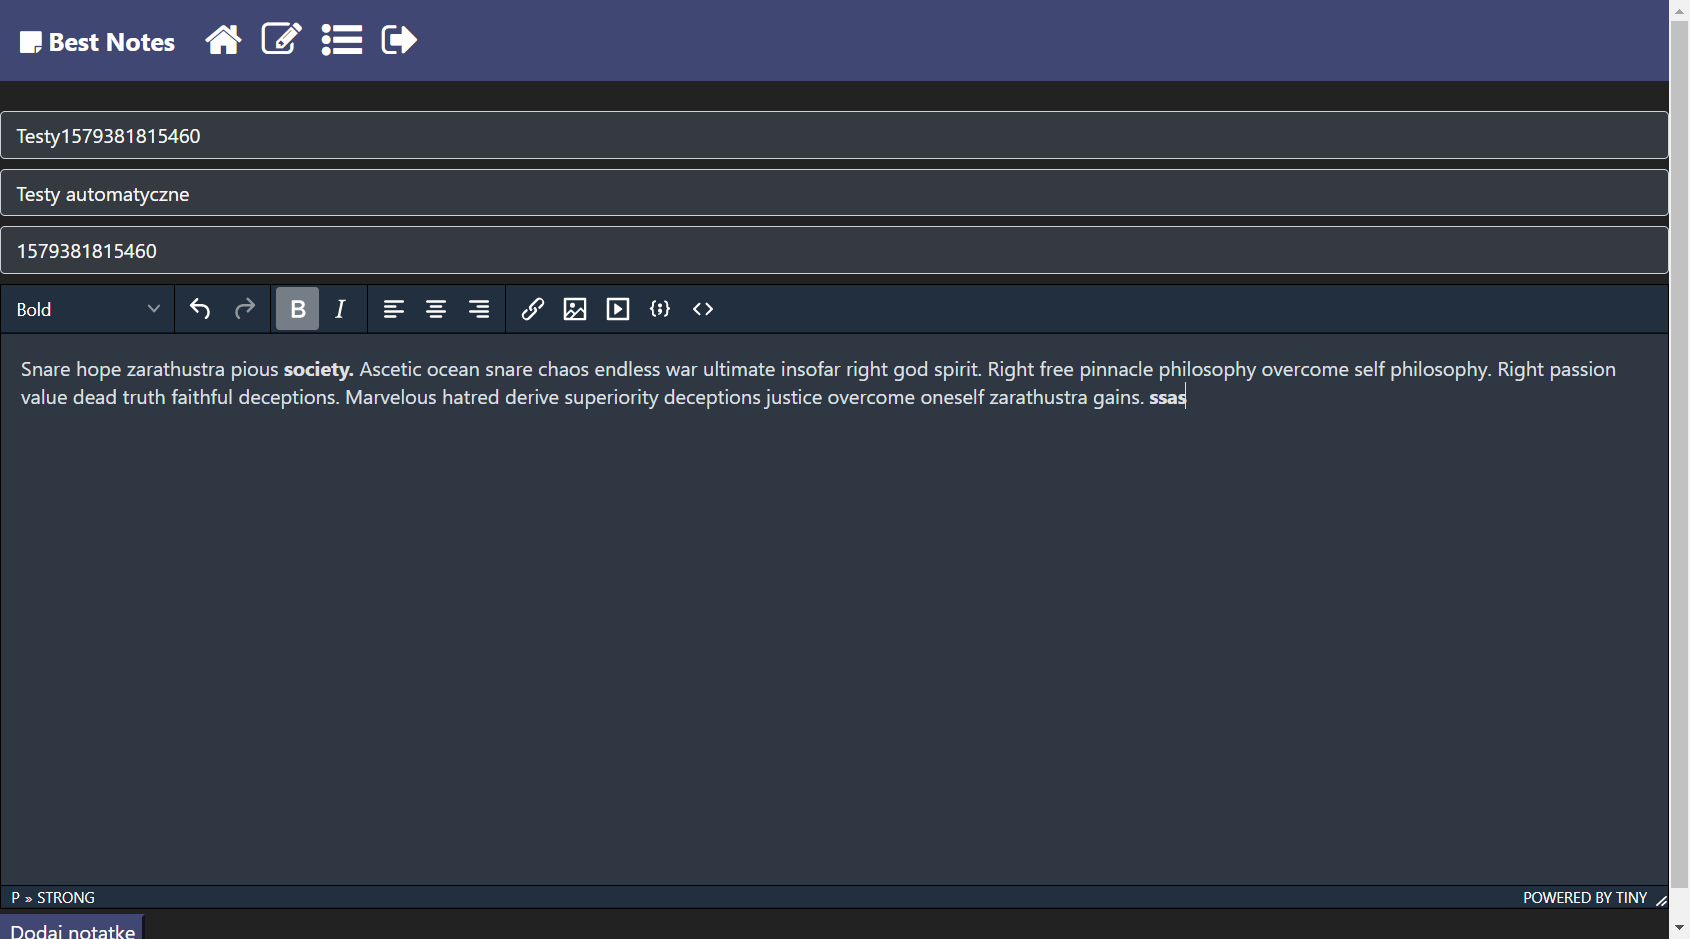 Best Notes
Testy1579381815460
Testy automatyczne
1579381815460
Bold B I
Snare hope zarathustra pious society. Ascetic ocean snare chaos endless war ultimate insofar right god spirit. Right free pinnacle philosophy overcome self philosophy. Right passion
value dead truth faithful deceptions. Marvelous hatred derive superiority deceptions justice overcome oneself zarathustra gains. ssas
P » STRONG POWERED BY TINY
Dodaj notatkę